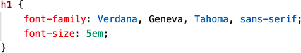 h1 {
    font-family: Verdana, Geneva, Tahoma, sans-serif;
    font-size: 5em;
}